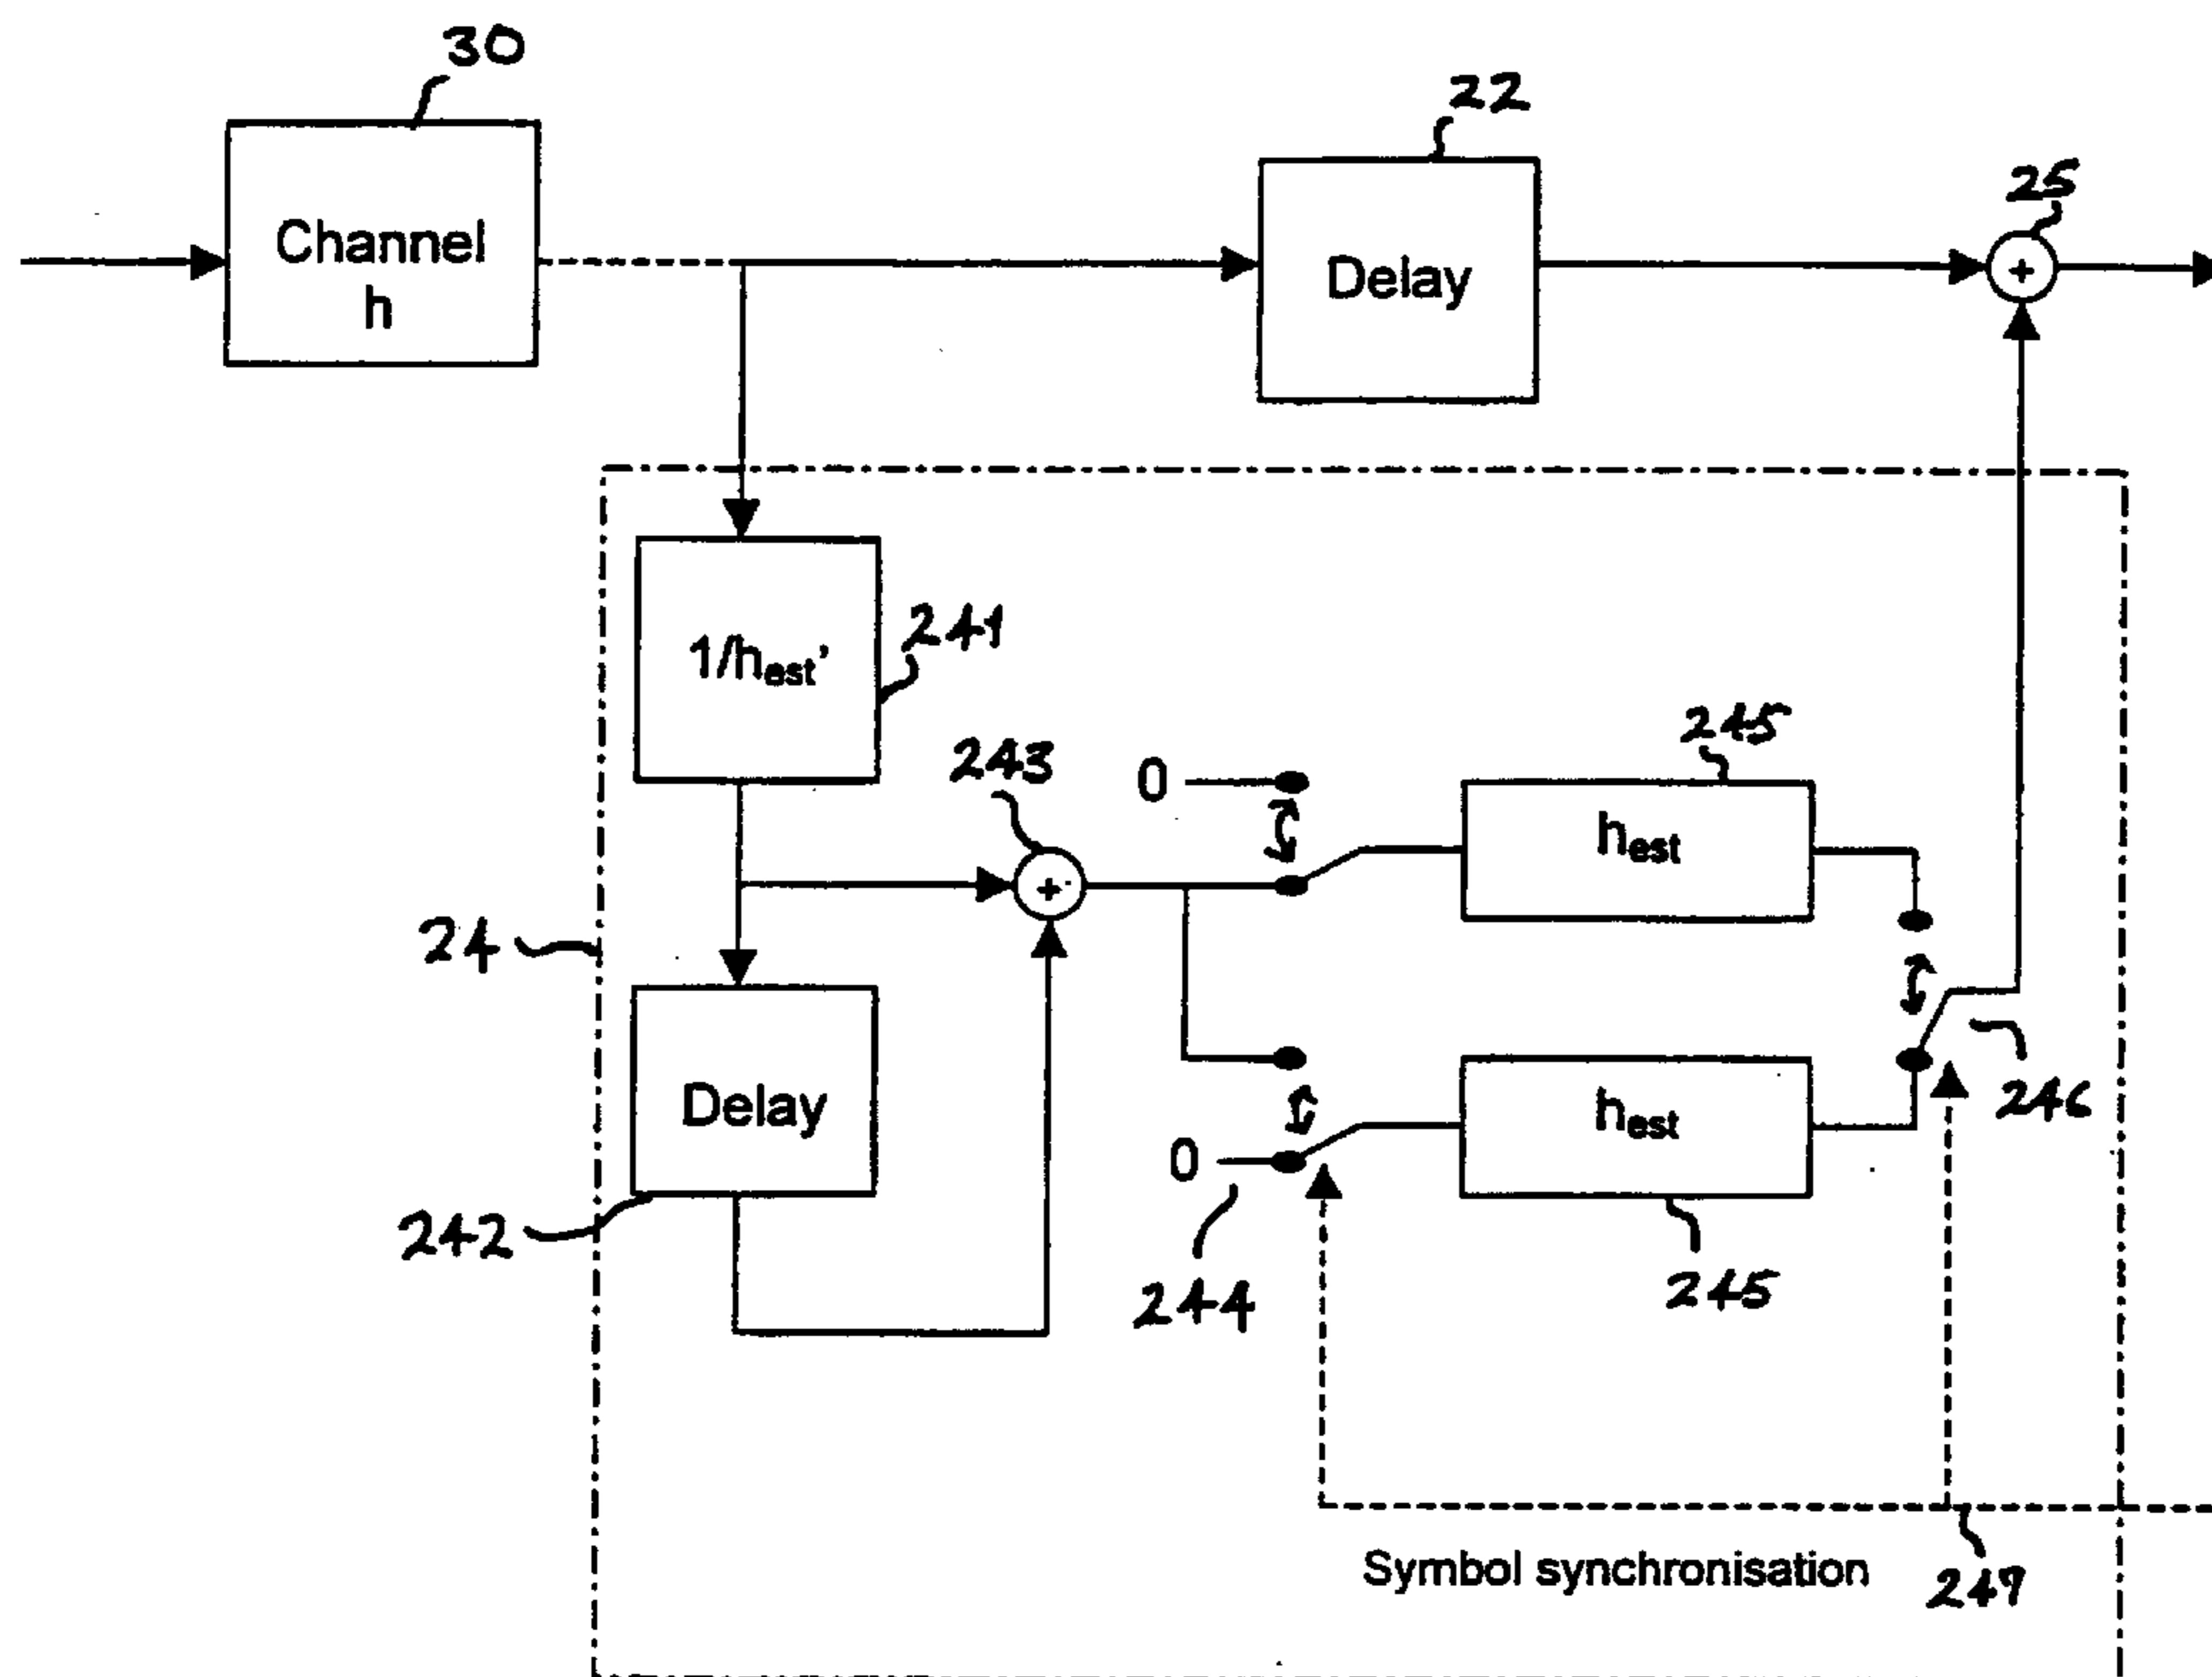 30
22
25
Channel
h
Delay
+
1/hest'
241
243
0
245
hest
+
24
Delay
hest
246
0
242
244
245
Symbol synchronisation
247